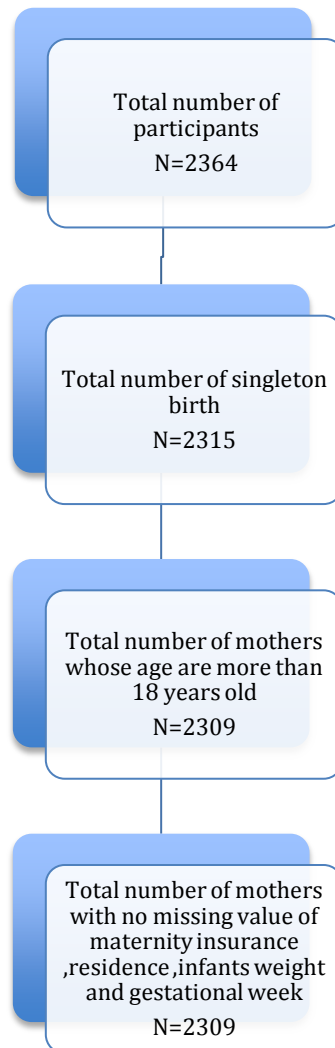 Total number of
participants
N=2364
Total number of singleton
birth
N=2315
Total number of mothers
whose age are more than
18 years old
N=2309
Total number of mothers
with no missing value of
maternity insurance
,residence ,infants weight
and gestational week
N=2309